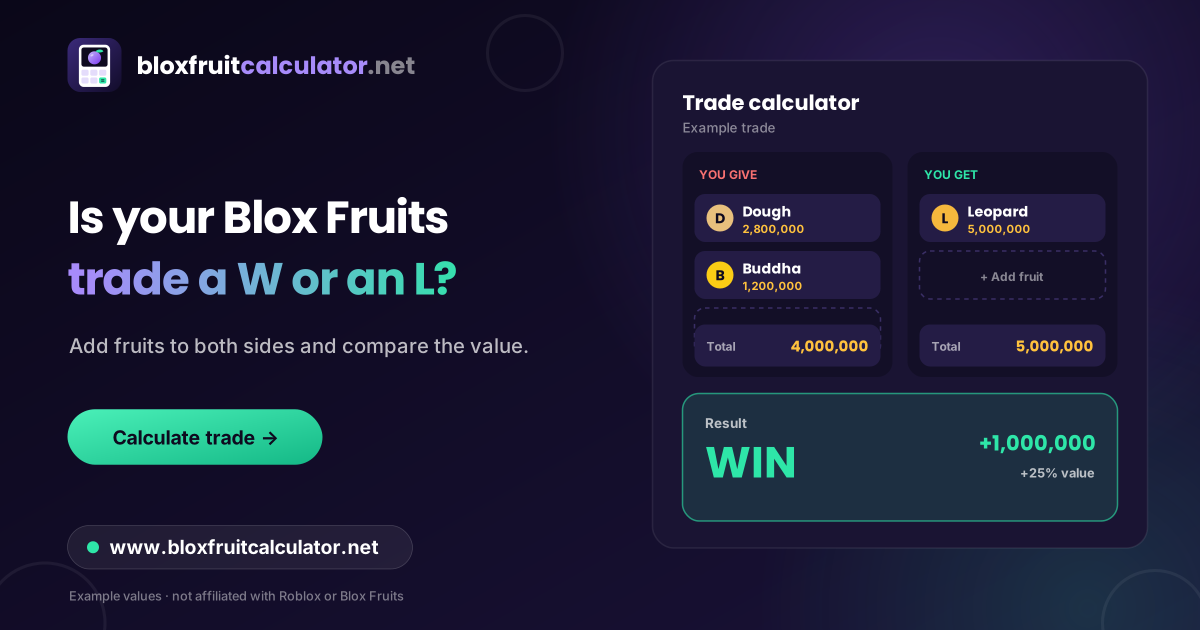 bloxfruitcalculator.net
Is your Blox Fruits
trade a W or an L?
Add fruits to both sides and compare the value.
Calculate trade →
www.bloxfruitcalculator.net
Example values · not affiliated with Roblox or Blox Fruits
Trade calculator
Example trade
YOU GIVE
D
Dough
2,800,000
B
Buddha
1,200,000
Total
4,000,000
YOU GET
L
Leopard
5,000,000
+ Add fruit
Total
5,000,000
Result
WIN
+1,000,000
+25% value